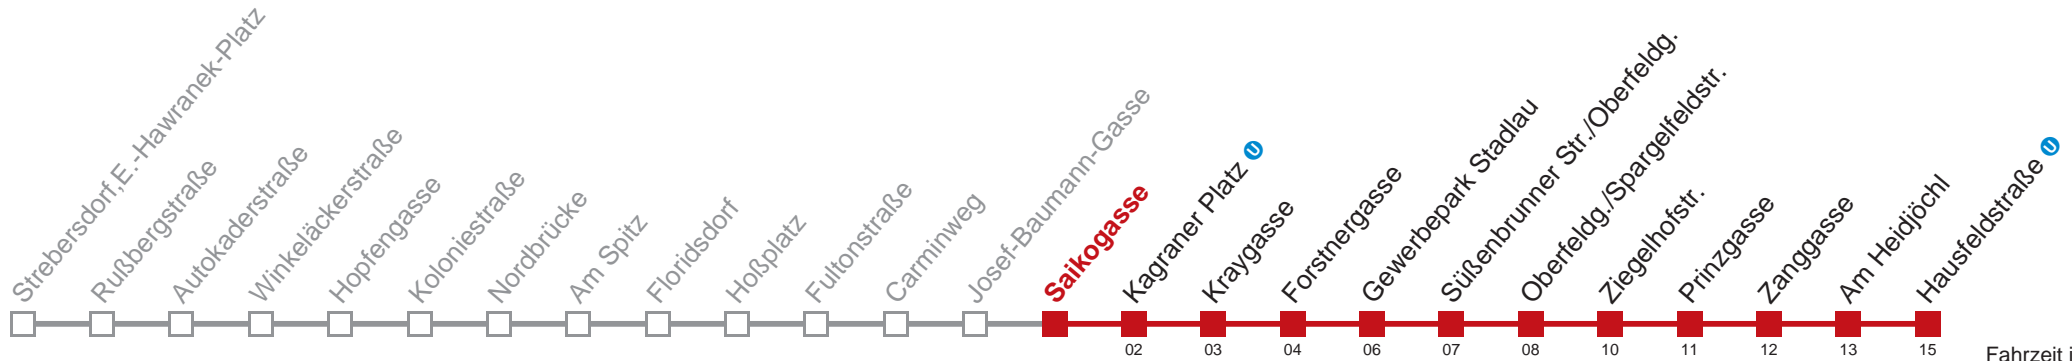 Strebersdorf,E.-Hawranek-Platz
Rußbergstraße
Autokaderstraße
Winkeläckerstraße
Hopfengasse
Koloniestraße
Nordbrücke
Am Spitz
Floridsdorf
Hoßplatz
Fultonstraße
Carminweg
Josef-Baumann-Gasse
Saikogasse
Kagraner Platz U
Kraygasse
Forstnergasse
Gewerbepark Stadlau
Süßenbrunner Str./Oberfeldg.
Oberfeldg./Spargelfeldstr.
Ziegelhofstr.
Prinzgasse
Zanggasse
Am Heidjöchl
Hausfeldstraße U
02 03 04 06 07 08 10 11 12 13 15
Fahrzeit i